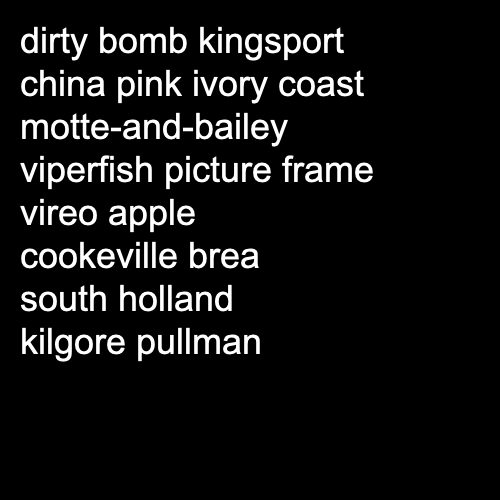 dirty bomb kingsport
china pink ivory coast
motte-and-bailey
viperfish picture frame
vireo apple
cookeville brea
south holland
kilgore pullman